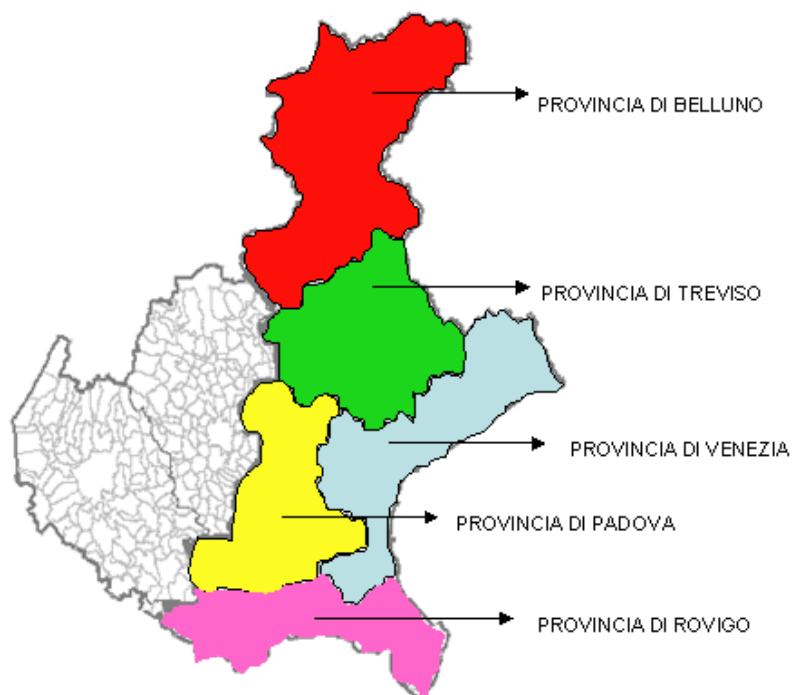 PROVINCIA DI BELLUNO
PROVINCIA DI TREVISO
PROVINCIA DI VENEZIA
PROVINCIA DI PADOVA
PROVINCIA DI ROVIGO